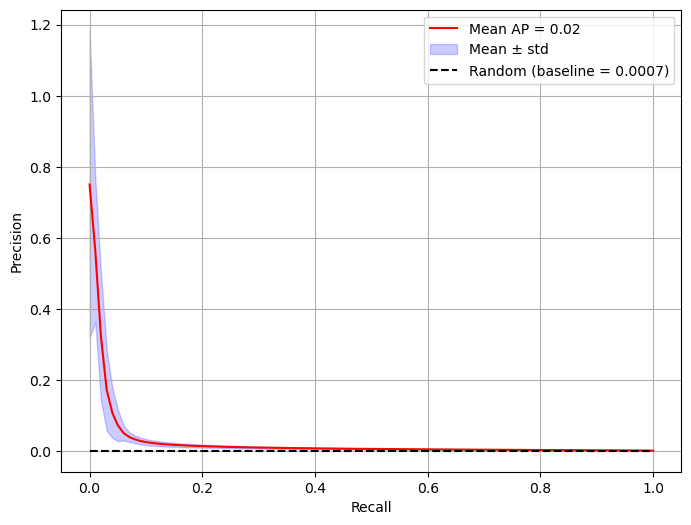 Mean AP = 0.02
Mean ± std
Random (baseline = 0.0007)
1.2
1.0
0.8
0.6
0.4
0.2
0.0
Precision
0.0 0.2 0.4 0.6 0.8 1.0
Recall